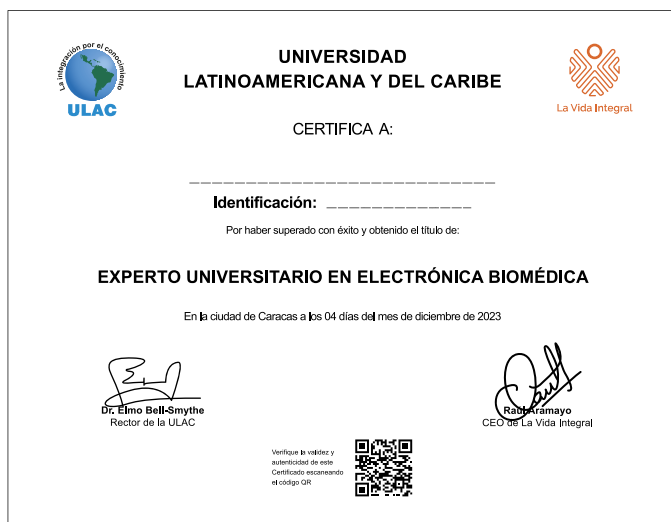 La integración por el conocimiento
ULAC
UNIVERSIDAD
LATINOAMERICANA Y DEL CARIBE
La Vida Integral
CERTIFICA A:
____________________________
Identificación: _____________
Por haber superado con éxito y obtenido el título de:
EXPERTO UNIVERSITARIO EN ELECTRÓNICA BIOMÉDICA
En la ciudad de Caracas a los 04 días del mes de diciembre de 2023
Dr. Elmo Bell-Smythe
Rector de la ULAC
Raúl Aramayo
CEO de La Vida Integral
Verifique la validez y
autenticidad de este
Certificado escaneando
el código QR